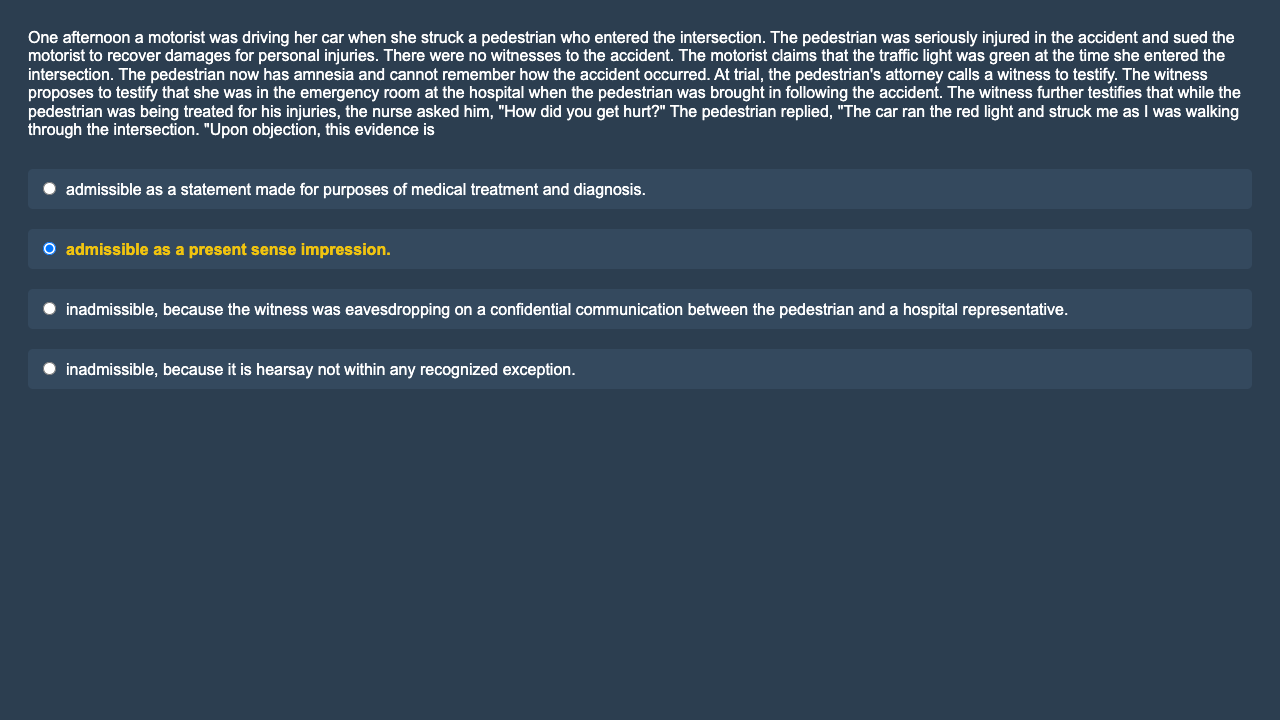 One afternoon a motorist was driving her car when she struck a pedestrian who entered the intersection. The pedestrian was seriously injured in the accident and sued the
motorist to recover damages for personal injuries. There were no witnesses to the accident. The motorist claims that the traffic light was green at the time she entered the
intersection. The pedestrian now has amnesia and cannot remember how the accident occurred. At trial, the pedestrian's attorney calls a witness to testify. The witness
proposes to testify that she was in the emergency room at the hospital when the pedestrian was brought in following the accident. The witness further testifies that while the
pedestrian was being treated for his injuries, the nurse asked him, "How did you get hurt?" The pedestrian replied, "The car ran the red light and struck me as I was walking
through the intersection. "Upon objection, this evidence is
admissible as a statement made for purposes of medical treatment and diagnosis.
admissible as a present sense impression.
inadmissible, because the witness was eavesdropping on a confidential communication between the pedestrian and a hospital representative.
inadmissible, because it is hearsay not within any recognized exception.